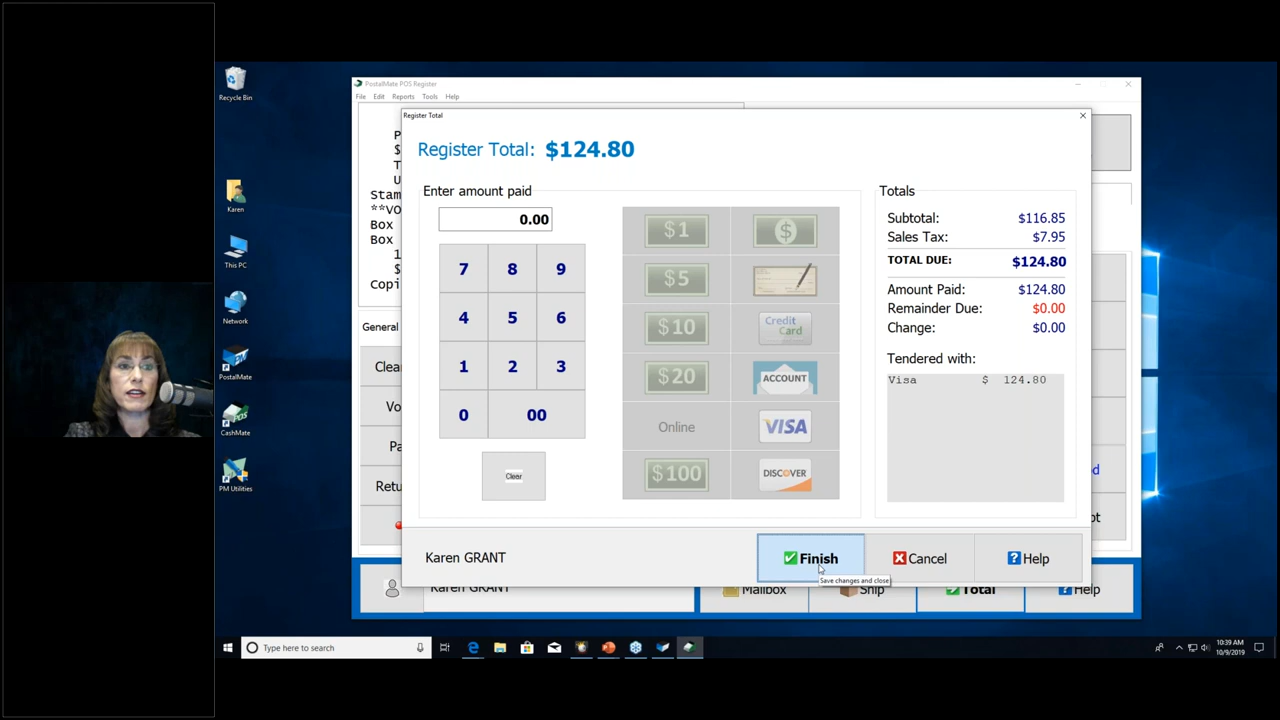 Recycle Bin
Karen
This PC
Network
PostalMate
CashMate
PM Utilities
PostalMate POS Register
File Edit Reports Tools Help
P
$
T
U
Stam
**VO
Box
Box
1
$
Copi
General
Clea
Vo
Pa
Retu
Register Total
Register Total: $124.80
Enter amount paid
0.00
7 8 9
4 5 6
1 2 3
0 00
Clear
$1 $
$5
$10 Credit Card
$20 ACCOUNT
Online VISA
$100 DISCOVER
Totals
Subtotal: $116.85
Sales Tax: $7.95
TOTAL DUE: $124.80
Amount Paid: $124.80
Remainder Due: $0.00
Change: $0.00
Tendered with:
Visa $ 124.80
d
pt
Karen GRANT
Finish
Cancel
? Help
Save changes and close
Karen GRANT
Mailbox
Ship
Total
Help
Type here to search
10:39 AM
10/9/2019